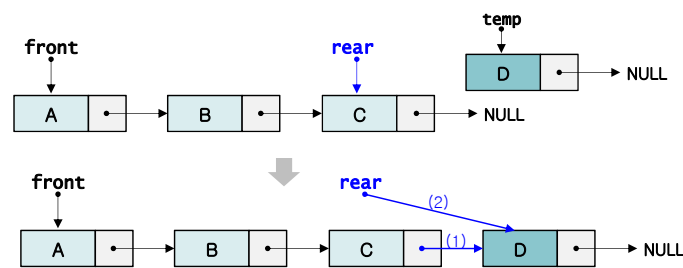 temp
front
rear
D
NULL
A
B
C
NULL
front
rear
(2)
(1)
A
B
C
D
NULL